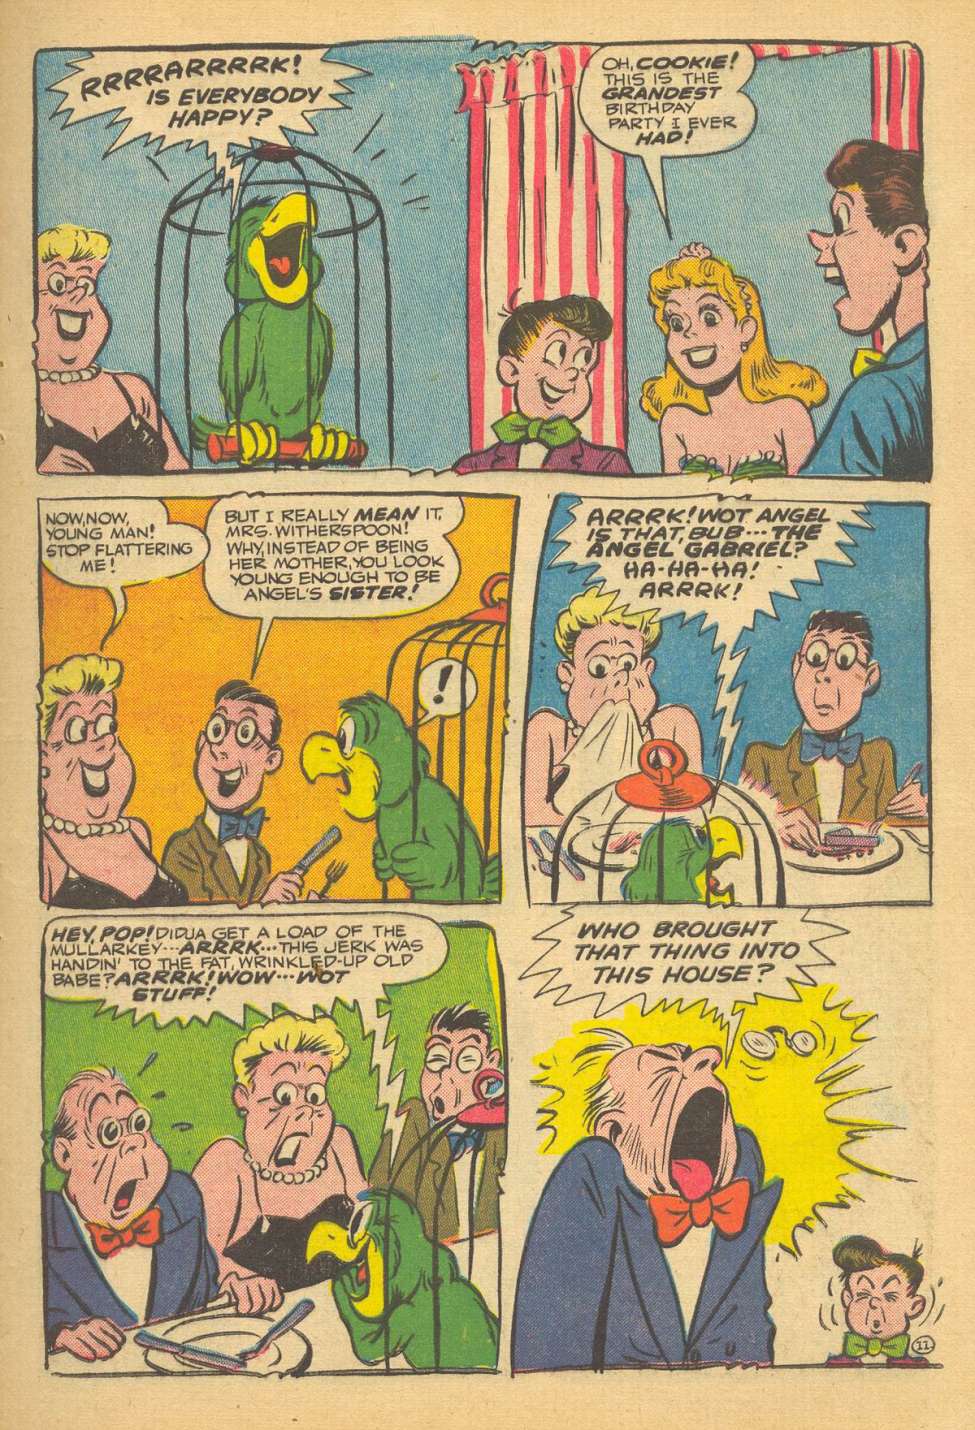 RRRRARRRRK!
IS EVERYBODY
HAPPY?
OH, COOKIE!
THIS IS THE
GRANDEST
BIRTHDAY
PARTY I EVER
HAD!
NOW, NOW,
YOUNG MAN!
STOP FLATTERING
ME!
BUT I REALLY MEAN IT,
MRS. WITHERSPOON!
WHY, INSTEAD OF BEING
HER MOTHER, YOU LOOK
YOUNG ENOUGH TO BE
ANGEL'S SISTER!
!
ARRRK! WOT ANGEL
IS THAT, BUB--- THE
ANGEL GABRIEL?
HA-HA-HA!
ARRRK!
HEY, POP! DIDJA GET A LOAD OF THE
MULLARKEY--- ARRRK--- THIS JERK WAS
HANDIN' TO THE FAT, WRINKLED-UP OLD
BABE? ARRRK! WOW--- WOT
STUFF!
WHO BROUGHT
THAT THING INTO
THIS HOUSE?
11